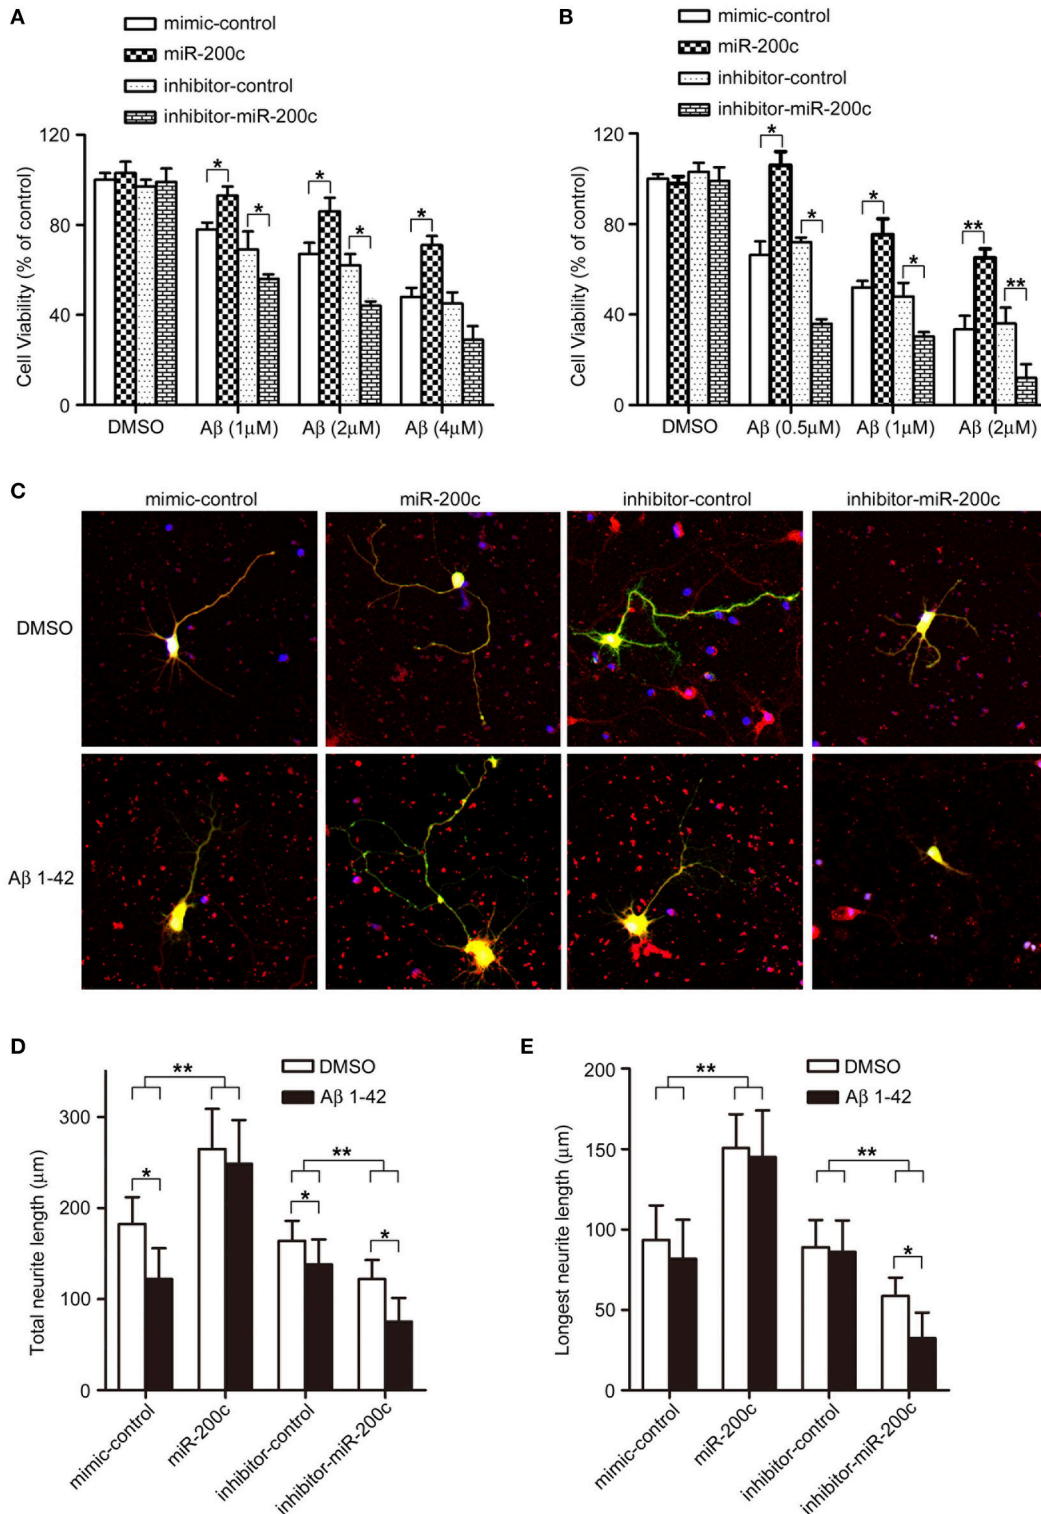 A
mimic-control
miR-200c
inhibitor-control
inhibitor-miR-200c
120
80
40
0
Cell Viability (% of control)
*
*
*
*
*
DMSO
Aβ (1μM)
Aβ (2μM)
Aβ (4μM)
B
mimic-control
miR-200c
inhibitor-control
inhibitor-miR-200c
120
80
40
0
Cell Viability (% of control)
*
*
*
*
**
**
DMSO
Aβ (0.5μM)
Aβ (1μM)
Aβ (2μM)
C
mimic-control
miR-200c
inhibitor-control
inhibitor-miR-200c
DMSO
Aβ 1-42
D
DMSO
Aβ 1-42
300
200
100
0
Total neurite length (μm)
**
*
**
*
*
mimic-control
miR-200c
inhibitor-control
inhibitor-miR-200c
E
DMSO
Aβ 1-42
200
150
100
50
0
Longest neurite length (μm)
**
**
*
mimic-control
miR-200c
inhibitor-control
inhibitor-miR-200c